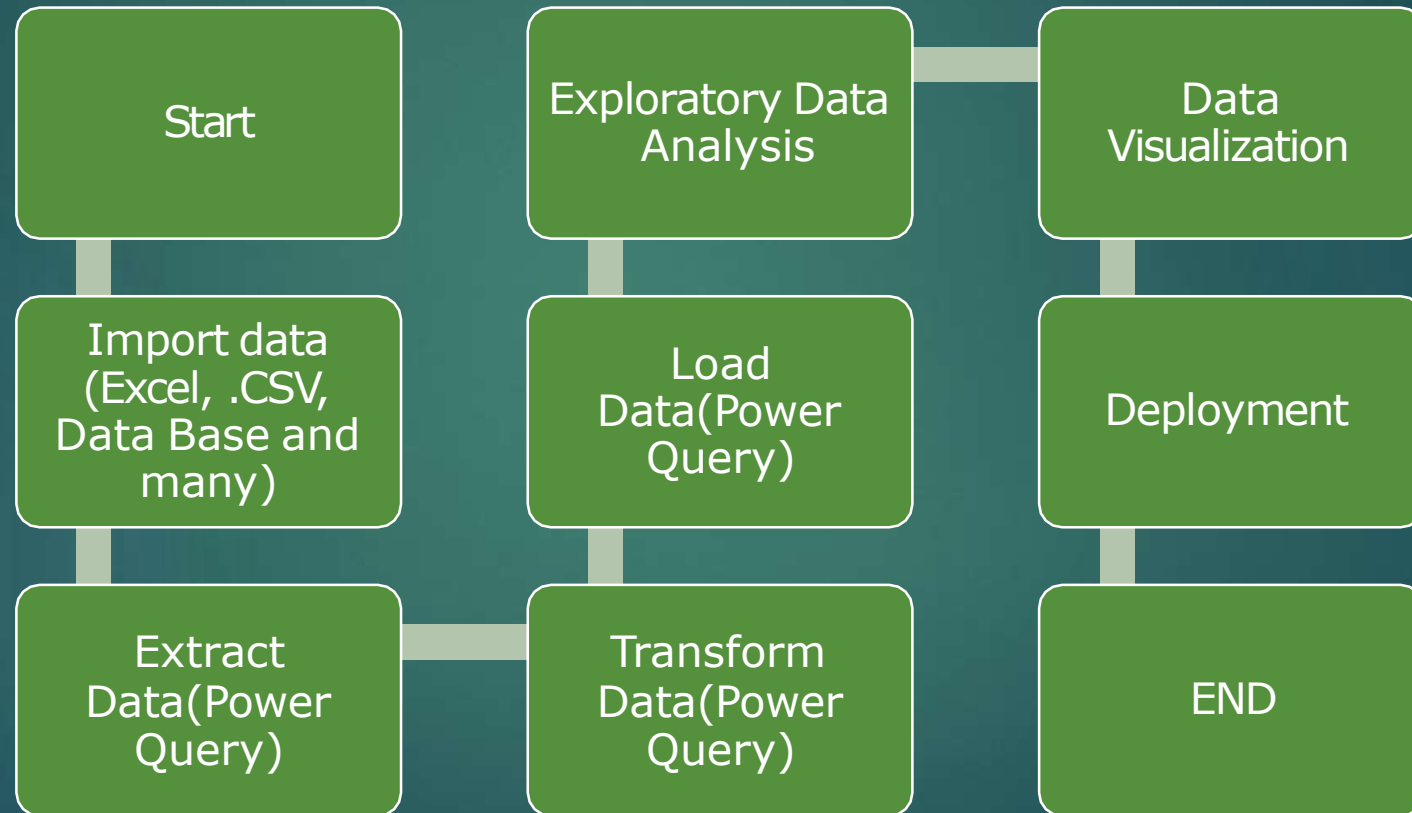 Start
Import data
(Excel, .CSV,
Data Base and
many)
Extract
Data(Power
Query)
Transform
Data(Power
Query)
Load
Data(Power
Query)
Exploratory Data
Analysis
Data
Visualization
Deployment
END